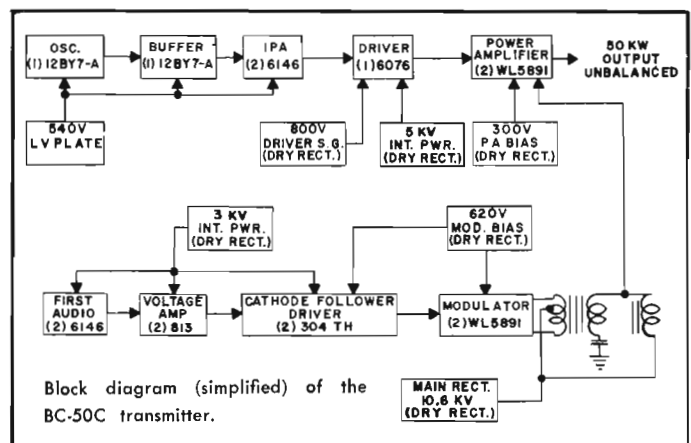 OSC.
(1)12BY7-A
BUFFER
(1)12BY7-A
IPA
(2)6146
DRIVER
(1)6076
POWER
AMPLIFIER
(2)WL5891
50 KW
OUTPUT
UNBALANCED
540V
LV PLATE
800V
DRIVER S.G.
(DRY RECT.)
5 KV
INT. PWR.
(DRY RECT.)
300V
PA BIAS
(DRY RECT.)
3 KV
INT. PWR.
(DRY RECT.)
620V
MOD. BIAS
(DRY RECT.)
FIRST
AUDIO
(2) 6146
VOLTAGE
AMP
(2) 813
CATHODE FOLLOWER
DRIVER
(2) 304 TH
MODULATOR
(2)WL5891
MAIN RECT.
10.6 KV
(DRY RECT.)
Block diagram (simplified) of the
BC-50C transmitter.